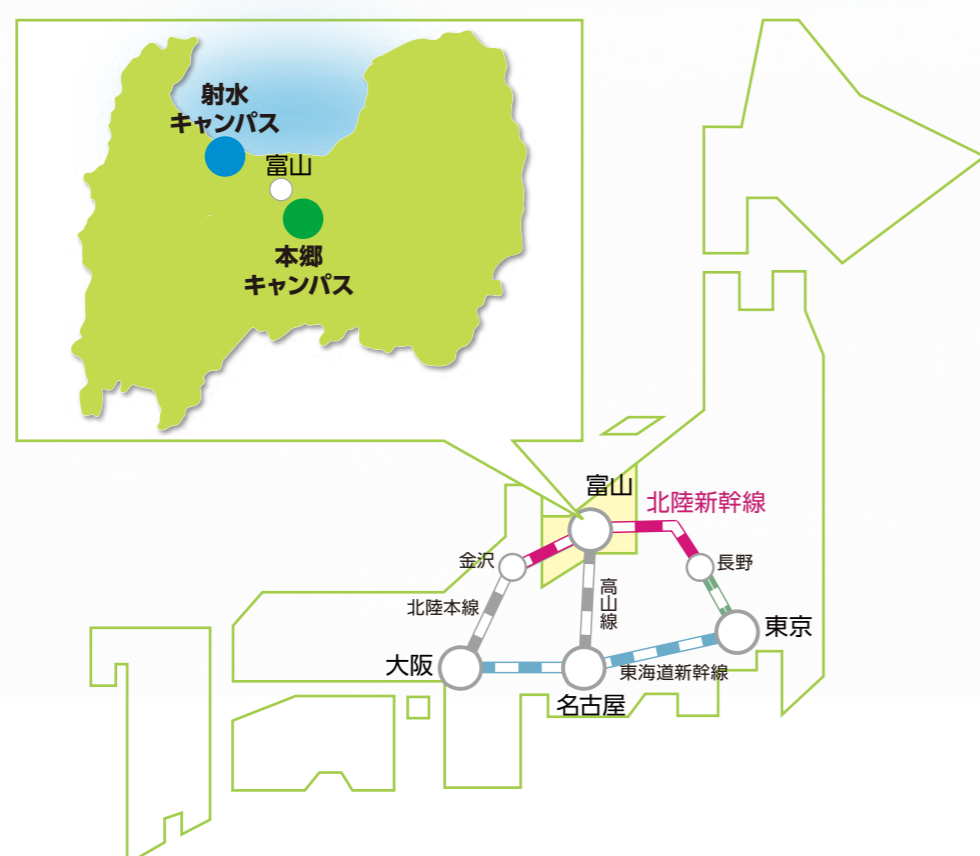 射水
キャンパス
富山
本郷
キャンパス
富山
北陸新幹線
金沢
長野
北陸本線
高山線
東京
大阪
東海道新幹線
名古屋